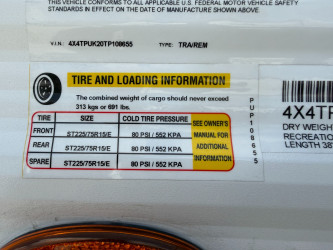 THIS VEHICLE CONFORMS TO ALL APPLICABLE U.S. FEDERAL MOTOR VEHICLE SAFETY
STANDARDS IN EFFECT ON THE DATE OF MANUFACTURE SHOWN ABOVE.
V.I.N.: 4X4TPUK20TP108655 TYPE: TRA/REM
TIRE AND LOADING INFORMATION
The combined weight of cargo should never exceed
313 kgs or 691 lbs.
TIRE SIZE COLD TIRE PRESSURE
FRONT ST225/75R15/E 80 PSI / 552 KPA
REAR ST225/75R15/E 80 PSI / 552 KPA
SPARE ST225/75R15/E 80 PSI / 552 KPA
SEE OWNER'S
MANUAL FOR
ADDITIONAL
INFORMATION
PUP108655
4X4TP
DRY WEIGH
RECREATIO
LENGTH 38'